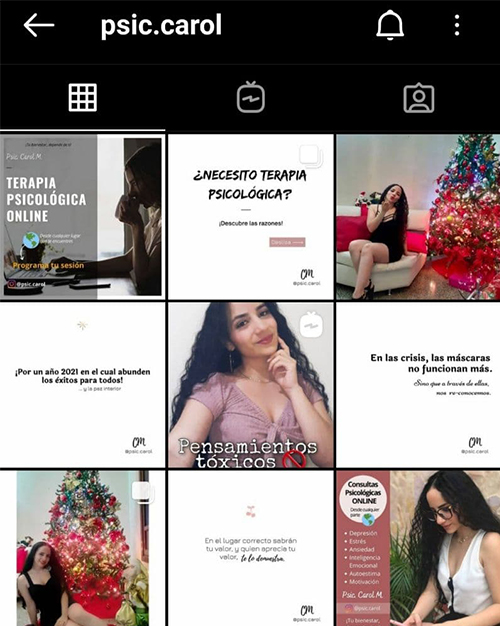 psic.carol
¡Tu bienestar, depende de ti!
Psic. Carol M.
TERAPIA
PSICOLÓGICA
ONLINE
Desde cualquier lugar
Programa tu sesión
@psic.carol
¿NECESITO TERAPIA
PSICOLÓGICA?
¡Descubre las razones!
Desliza
CM
@psic.carol
¡Por un año 2021 en el cual abunden
los éxitos para todos!
... y la paz interior
CM
@psic.carol
Pensamientos
tóxicos
En las crisis, las máscaras
no funcionan más.
Sino que a través de ellas,
nos re-conocemos.
CM
@psic.carol
En el lugar correcto sabrán
tu valor, y quien aprecia tu
valor, te lo demuestra.
CM
@psic.carol
Consultas
Psicológicas
ONLINE
Desde cualquier
parte
Depresión
Estrés
Ansiedad
Inteligencia
Emocional
Autoestima
Motivación
Psic. Carol M.
@psic.carol
¡Tu bienestar,